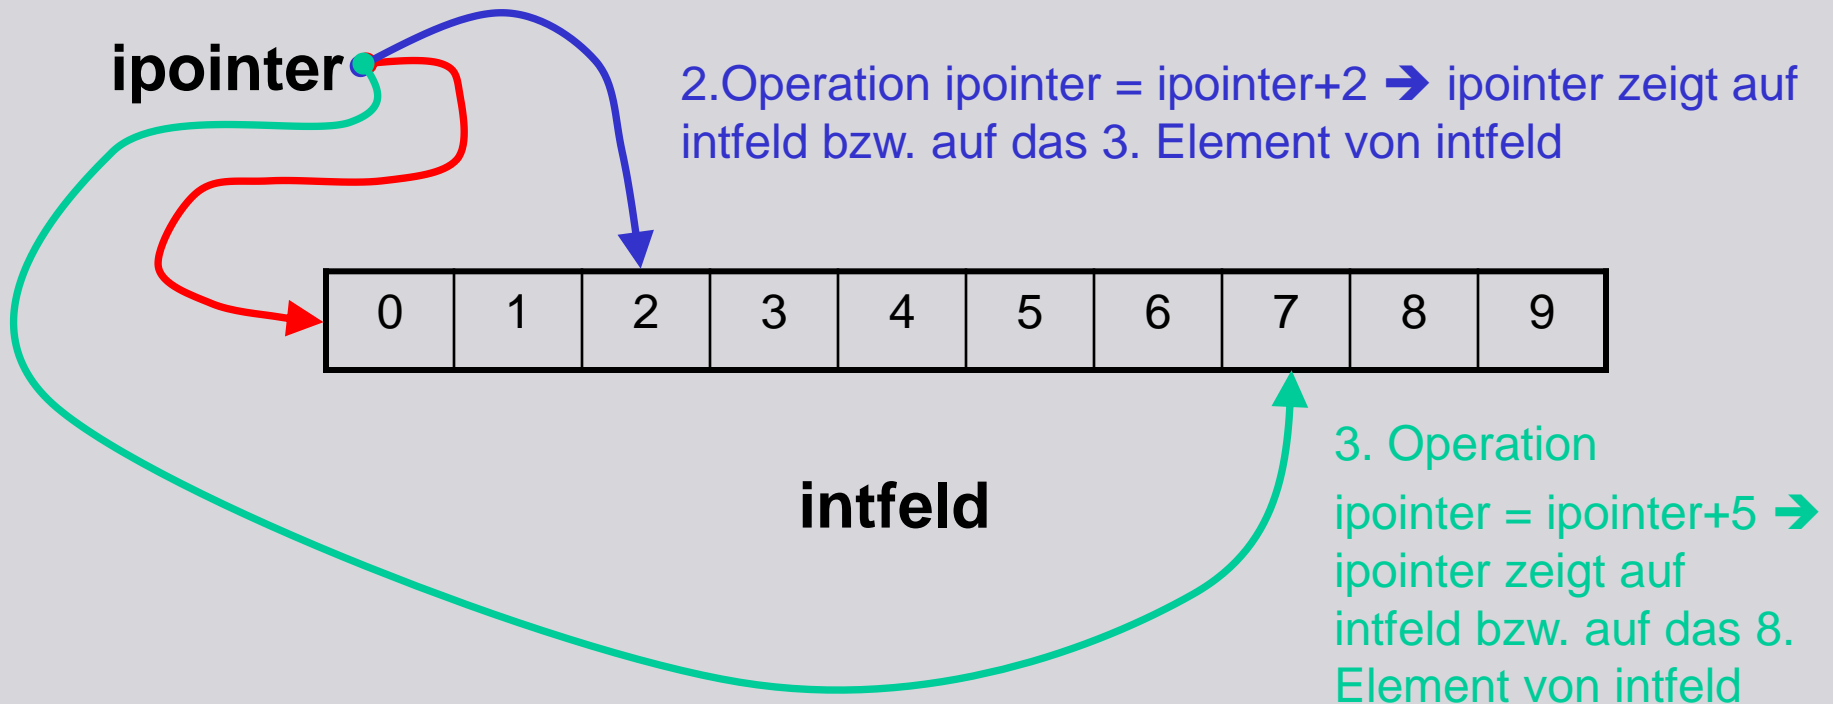 ipointer
2.Operation ipointer = ipointer+2 ➔ ipointer zeigt auf
intfeld bzw. auf das 3. Element von intfeld
0 1 2 3 4 5 6 7 8 9
intfeld
3. Operation
ipointer = ipointer+5 ➔
ipointer zeigt auf
intfeld bzw. auf das 8.
Element von intfeld